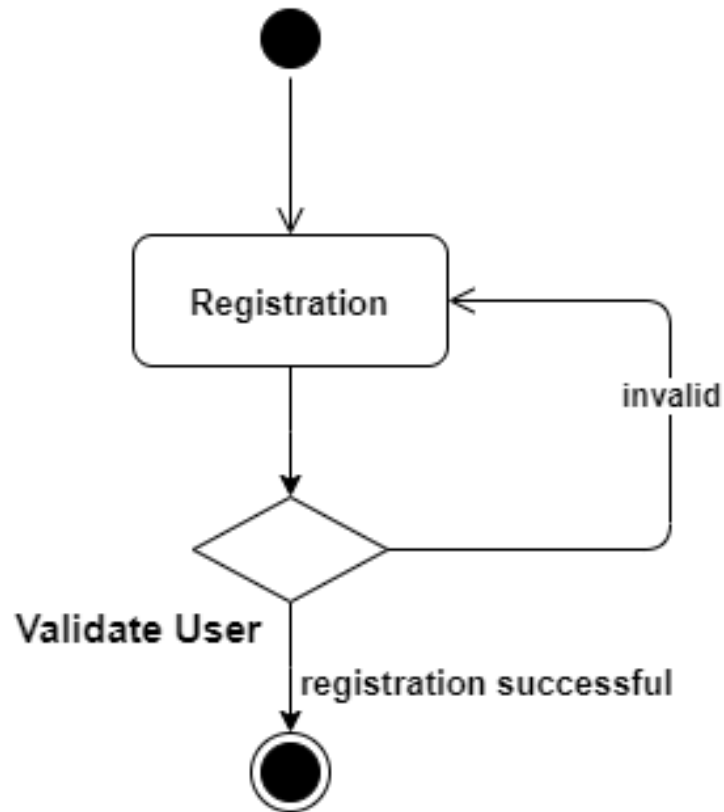 Registration
invalid
Validate User
registration successful